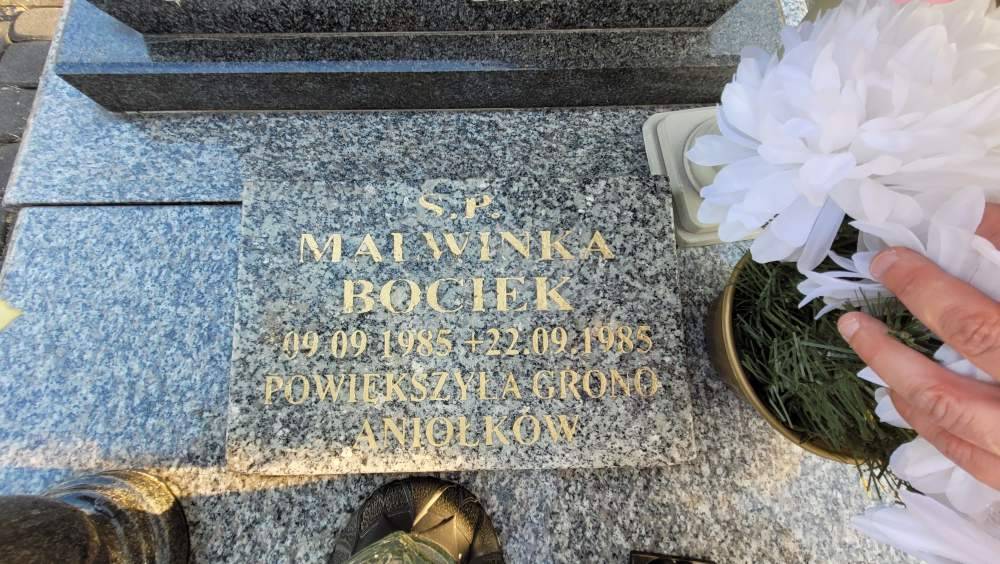 Ś.P.
MALWINKA
BOCIEK
*09.09.1985 +22.09.1985
POWIĘKSZYŁA GRONO
ANIOŁKÓW